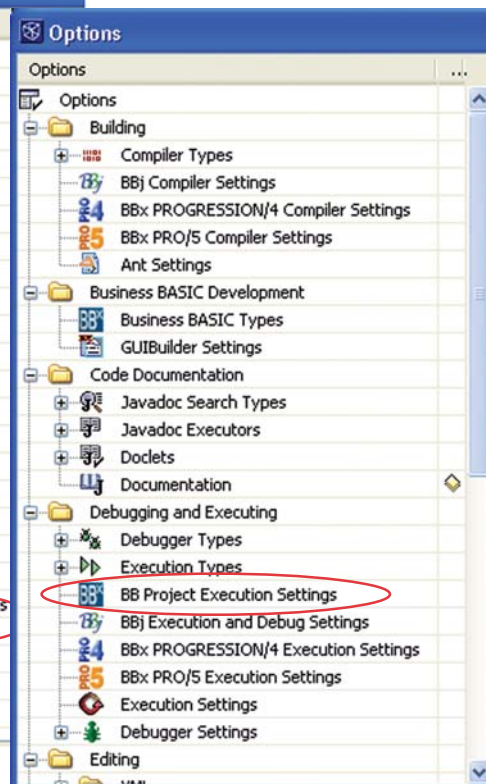 Options
Options ...
Options
Building
Compiler Types
BBj Compiler Settings
BBx PROGRESSION/4 Compiler Settings
BBx PRO/5 Compiler Settings
Ant Settings
Business BASIC Development
Business BASIC Types
GUIBuilder Settings
Code Documentation
Javadoc Search Types
Javadoc Executors
Doclets
Documentation
Debugging and Executing
Debugger Types
Execution Types
s
BB Project Execution Settings
BBj Execution and Debug Settings
BBx PROGRESSION/4 Execution Settings
BBx PRO/5 Execution Settings
Execution Settings
Debugger Settings
Editing